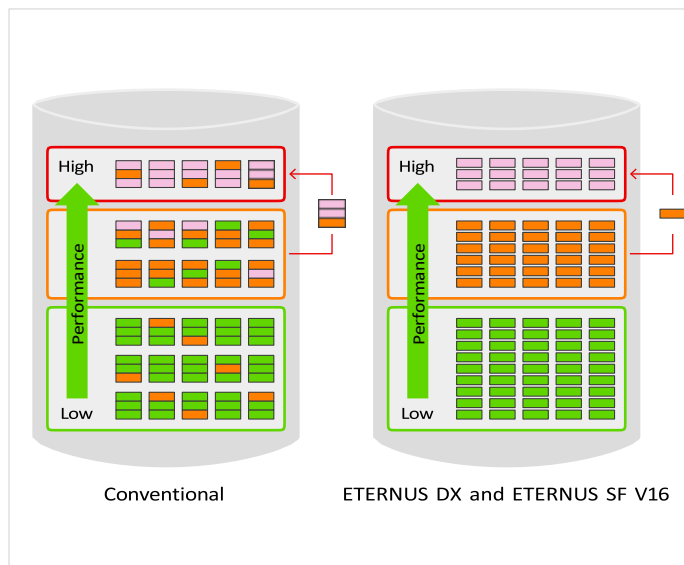 High
Performance
Low
Conventional
High
Performance
Low
ETERNUS DX and ETERNUS SF V16